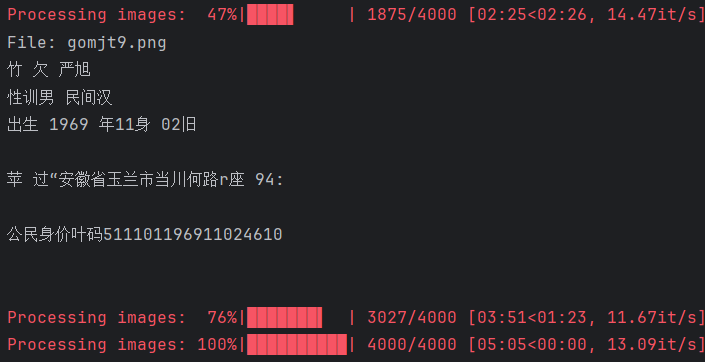 Processing images:  47%|████▋     | 1875/4000 [02:25<02:26, 14.47it/s]
File: gomjt9.png
竹 欠 严旭
性训男 民间汉
出生 1969 年11身 02旧
苹 过“安徽省玉兰市当川何路r座 94:
公民身价叶码511101196911024610
Processing images:  76%|███████▌  | 3027/4000 [03:51<01:23, 11.67it/s]
Processing images: 100%|██████████| 4000/4000 [05:05<00:00, 13.09it/s]